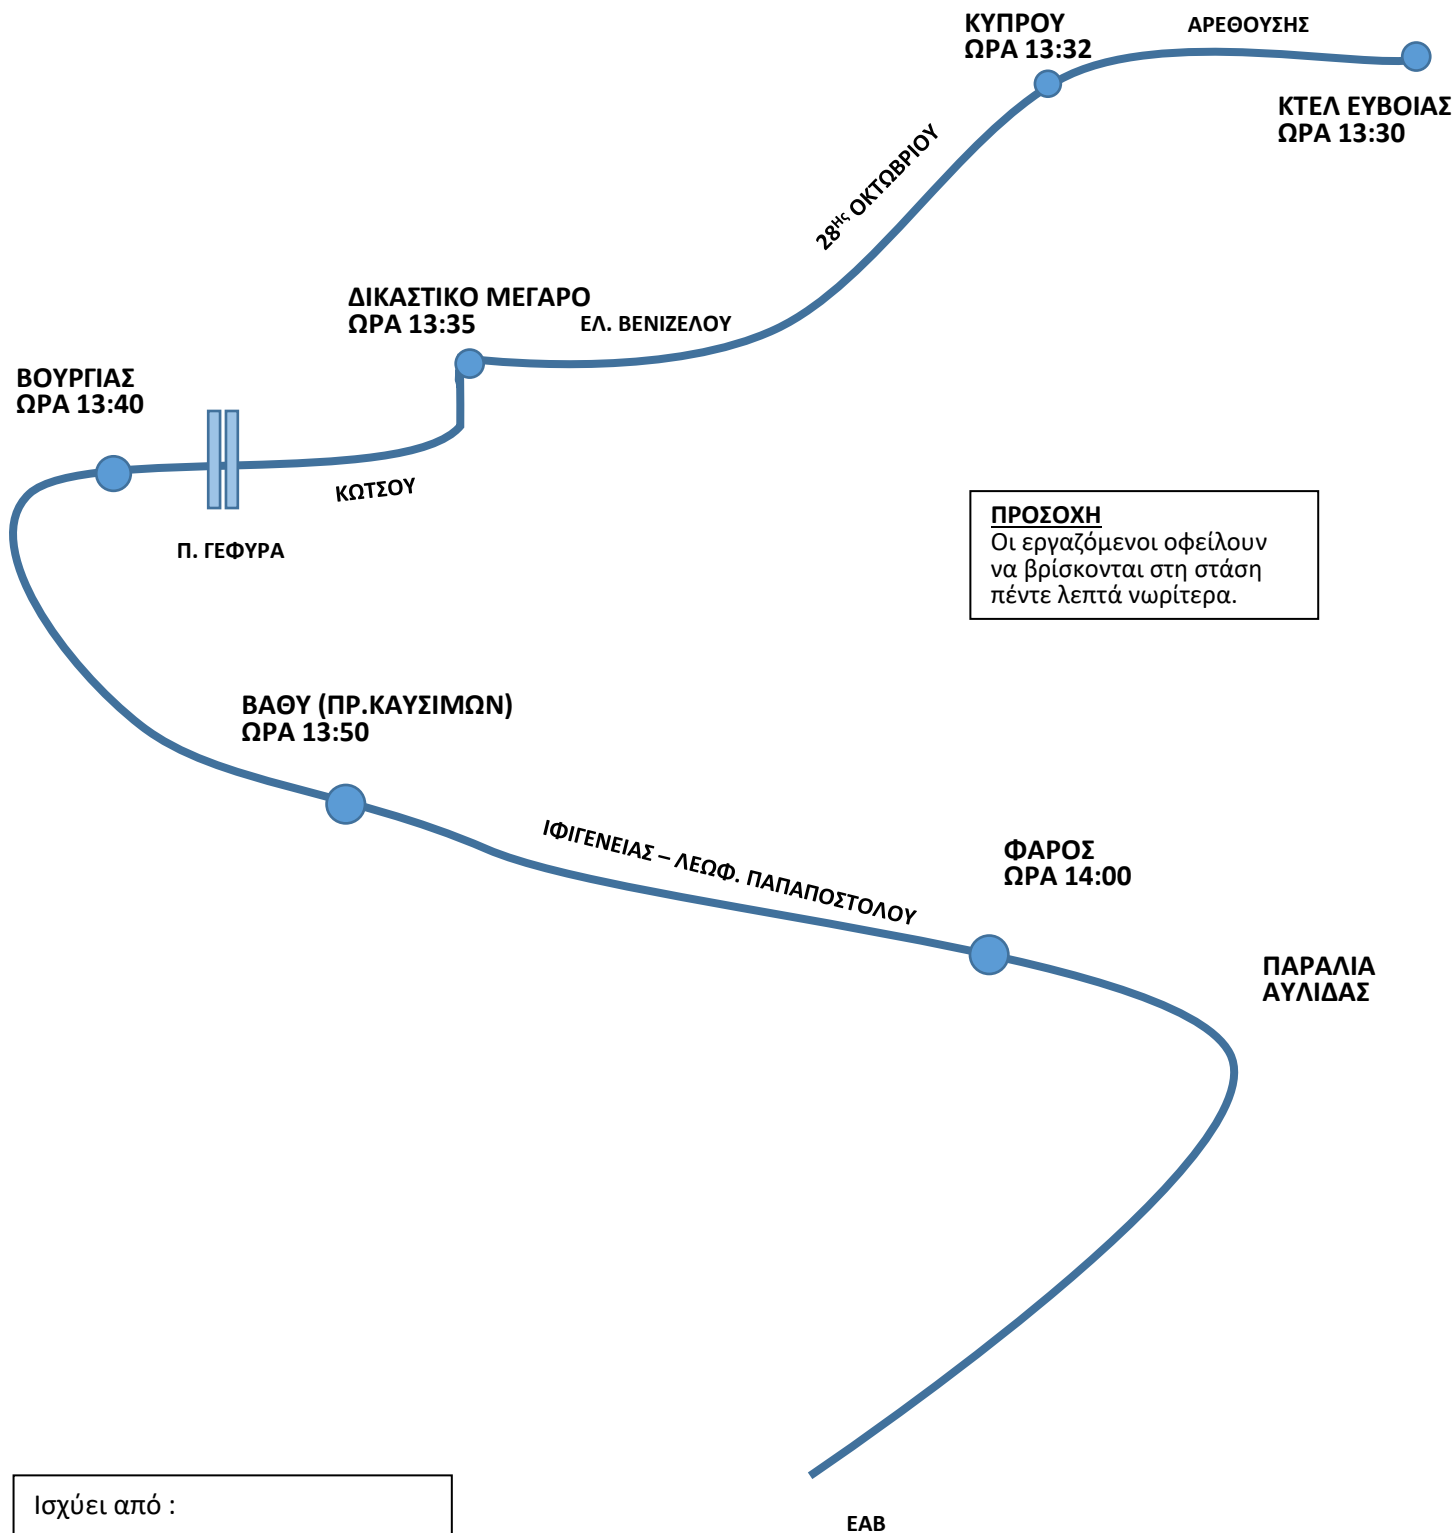 ΚΥΠΡΟΥ
ΩΡΑ 13:32
ΑΡΕΘΟΥΣΗΣ
ΚΤΕΛ ΕΥΒΟΙΑΣ
ΩΡΑ 13:30
28Ης ΟΚΤΩΒΡΙΟΥ
ΔΙΚΑΣΤΙΚΟ ΜΕΓΑΡΟ
ΩΡΑ 13:35
ΕΛ. ΒΕΝΙΖΕΛΟΥ
ΒΟΥΡΓΙΑΣ
ΩΡΑ 13:40
ΚΩΤΣΟΥ
Π. ΓΕΦΥΡΑ
ΠΡΟΣΟΧΗ
Οι εργαζόμενοι οφείλουν
να βρίσκονται στη στάση
πέντε λεπτά νωρίτερα.
ΒΑΘΥ (ΠΡ.ΚΑΥΣΙΜΩΝ)
ΩΡΑ 13:50
ΙΦΙΓΕΝΕΙΑΣ – ΛΕΩΦ. ΠΑΠΑΠΟΣΤΟΛΟΥ
ΦΑΡΟΣ
ΩΡΑ 14:00
ΠΑΡΑΛΙΑ
ΑΥΛΙΔΑΣ
Ισχύει από :
ΕΑΒ